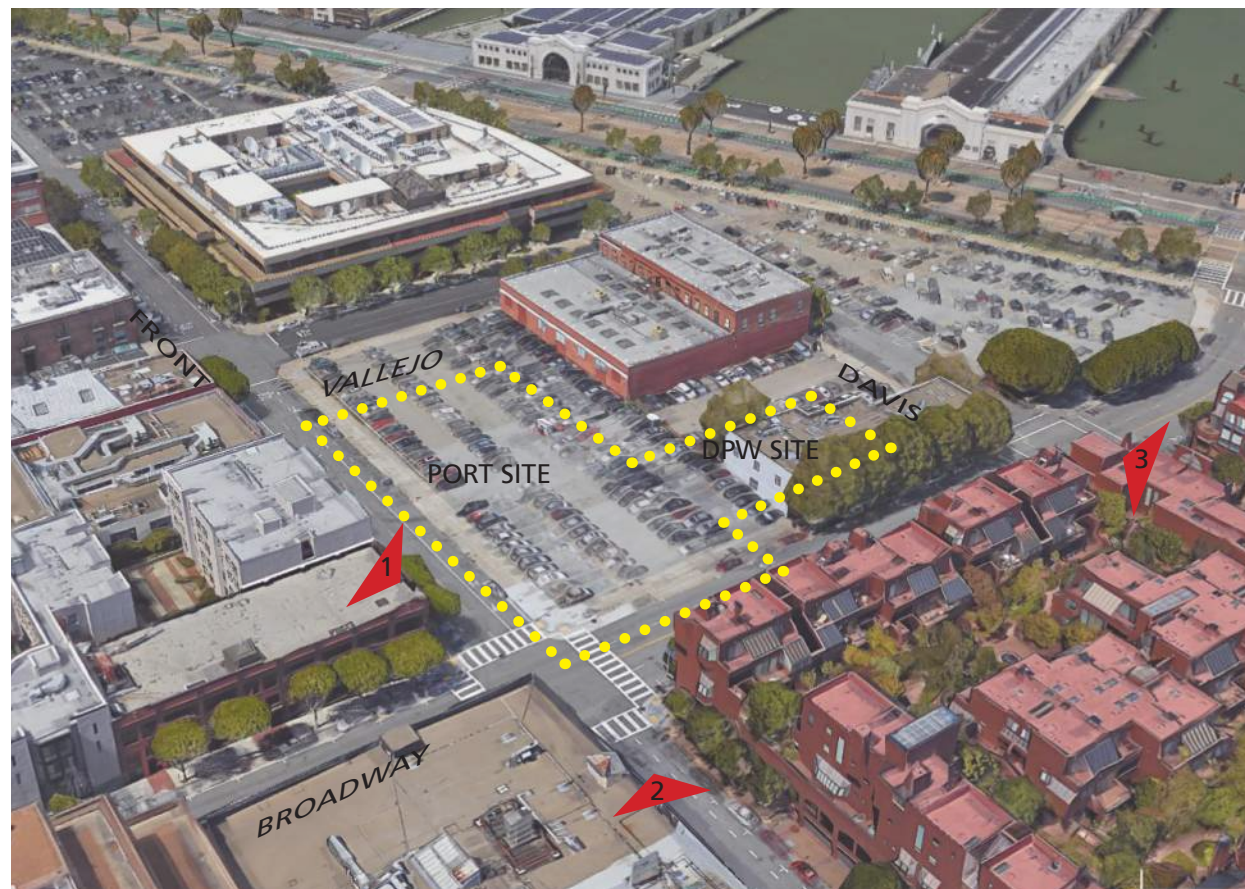 FRONT
VALLEJO
DAVIS
PORT SITE
DPW SITE
3
1
2
BROADWAY